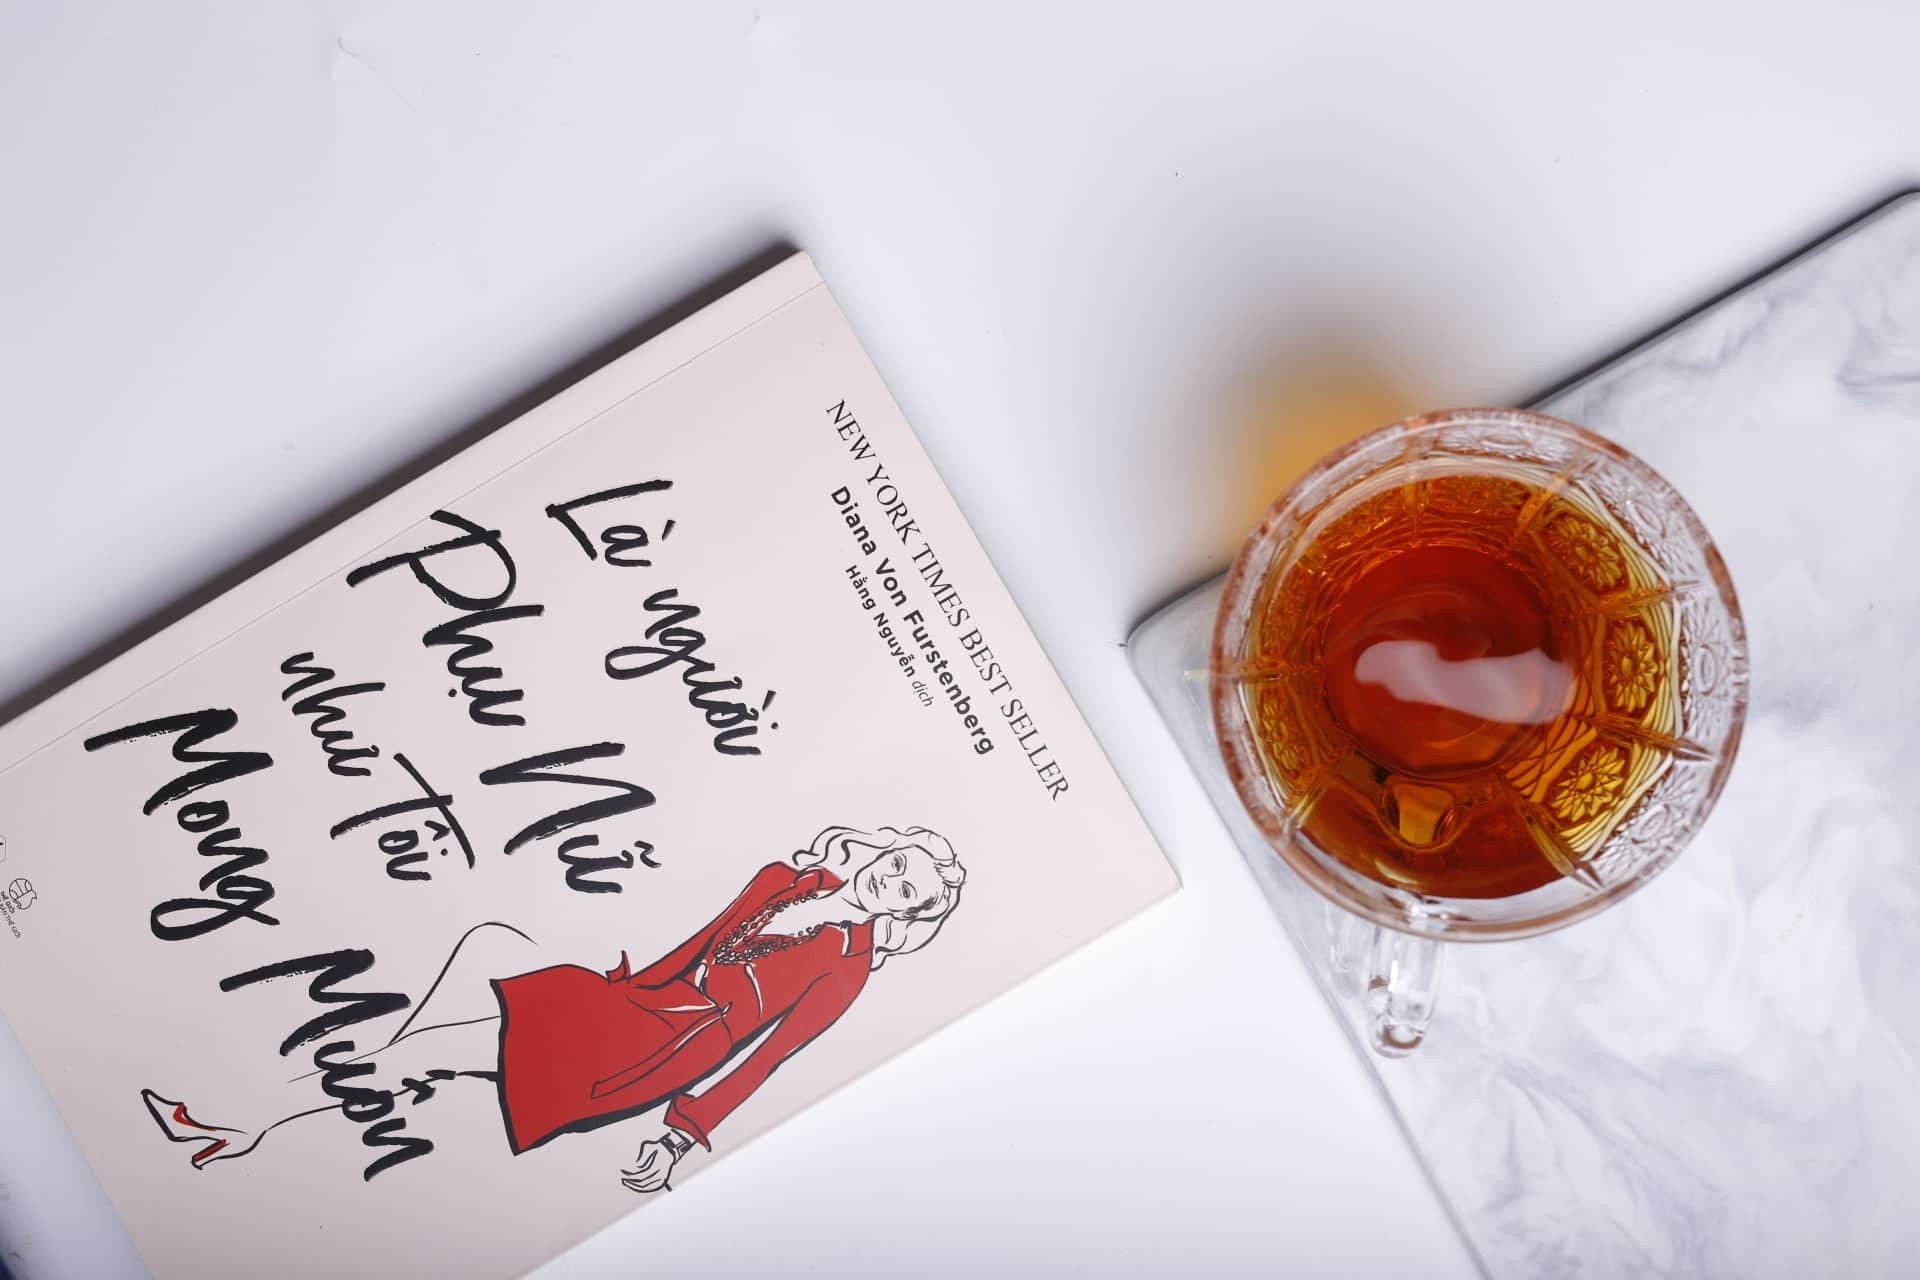 NEW YORK TIMES BEST SELLER
Diana Von Furstenberg
Hằng Nguyễn dịch
Là người
Phụ Nữ
như Tôi
Mong
Muốn